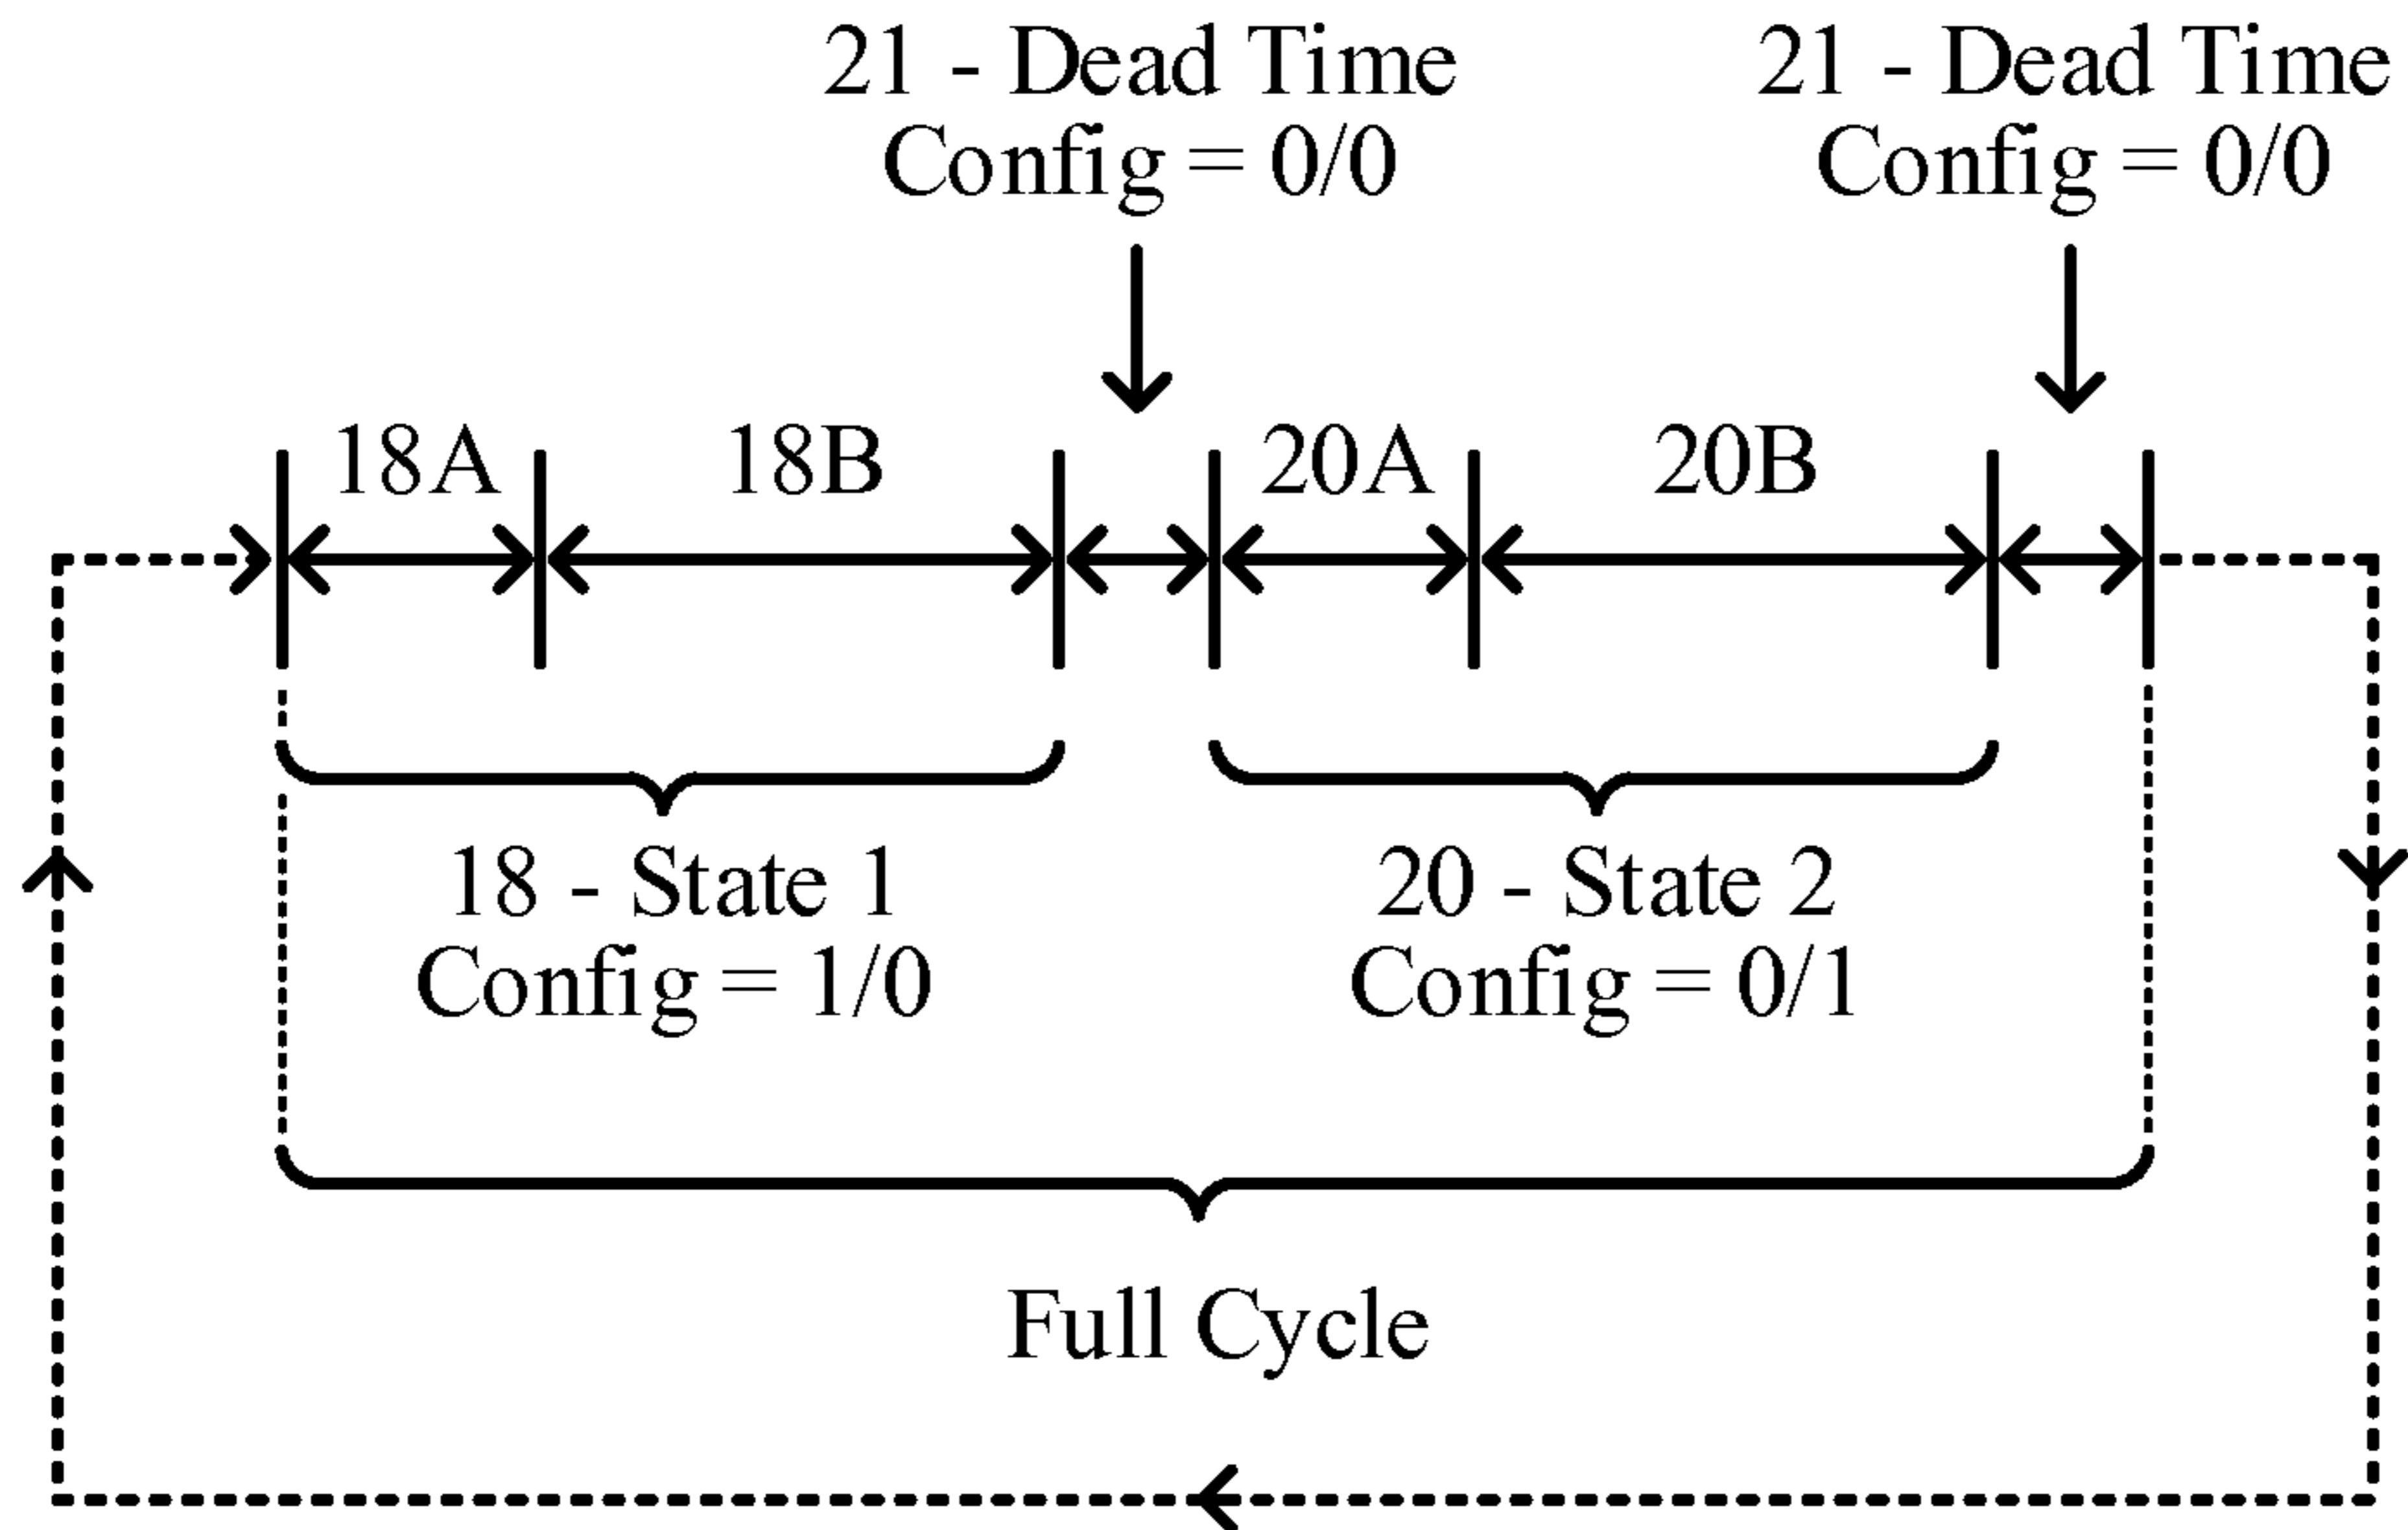 21 - Dead Time
Config = 0/0
21 - Dead Time
Config = 0/0
18A
18B
20A
20B
18 - State 1
Config = 1/0
20 - State 2
Config = 0/1
Full Cycle